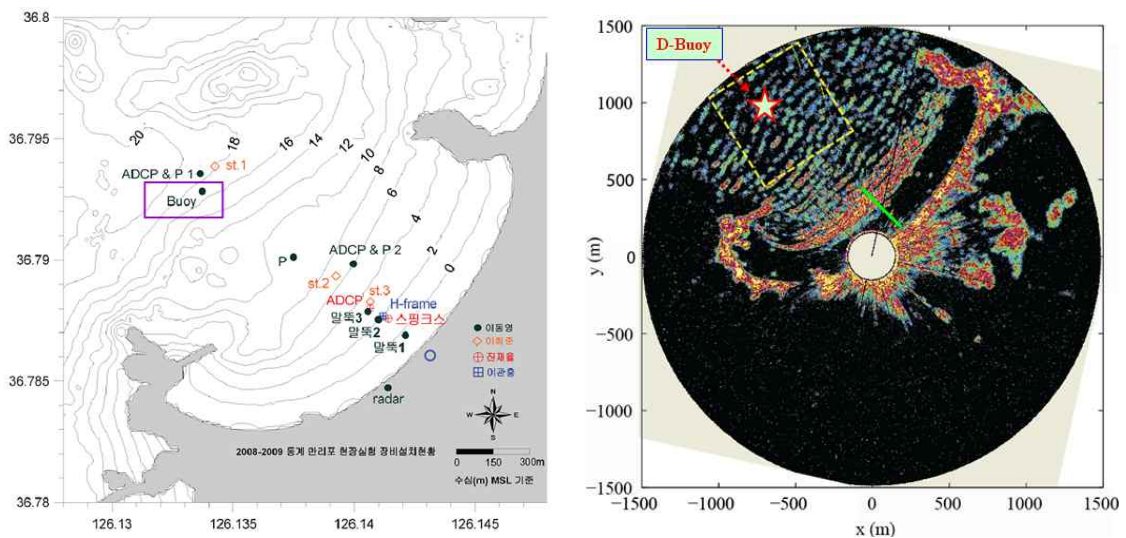 36.8
36.795
36.79
36.785
36.78
126.13
126.135
126.14
126.145
20
18
16
14
12
10
8
6
4
2
0
st.1
ADCP & P 1
Buoy
P
ADCP & P 2
st.2
st.3
ADCP
H-frame
스핑크스
말뚝3
말뚝2
말뚝1
radar
이동영
이희준
진재율
이관홍
N
W
E
S
2008-2009 동계 만리포 현장실험 장비설치현황
0 150 300m
수심(m) MSL 기준
D-Buoy
1500
1000
500
0
−500
−1000
−1500
y (m)
−1500 −1000 −500 0 500 1000 1500
x (m)